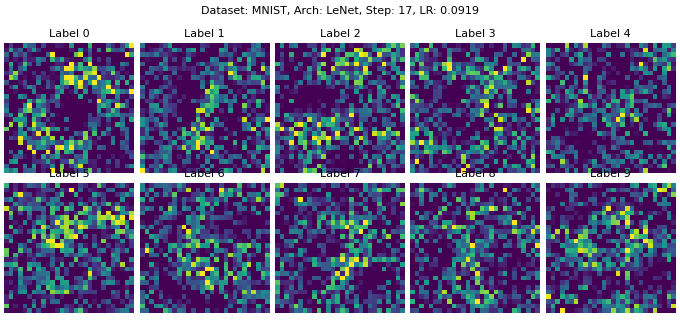 Dataset: MNIST, Arch: LeNet, Step: 17, LR: 0.0919
Label 0 Label 1 Label 2 Label 3 Label 4
Label 5 Label 6 Label 7 Label 8 Label 9